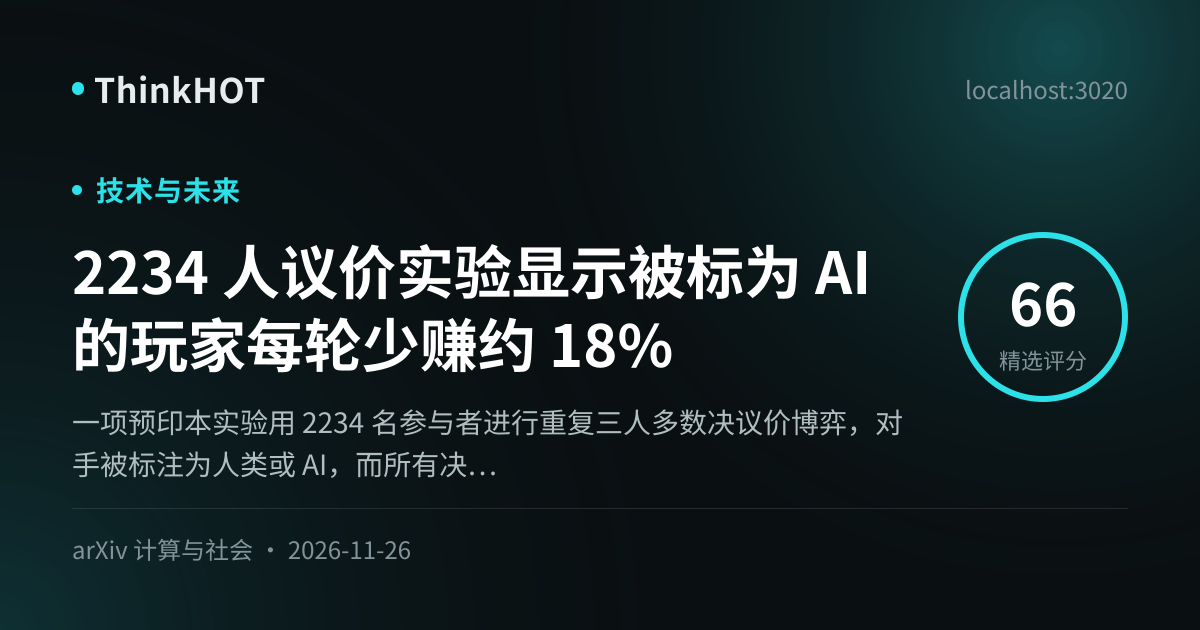 ThinkHOT
localhost:3020
技术与未来
2234 人议价实验显示被标为 AI
的玩家每轮少赚约 18%
66
精选评分
一项预印本实验用 2234 名参与者进行重复三人多数决议价博弈，对
手被标注为人类或 AI，而所有决…
arXiv 计算与社会 · 2026-11-26